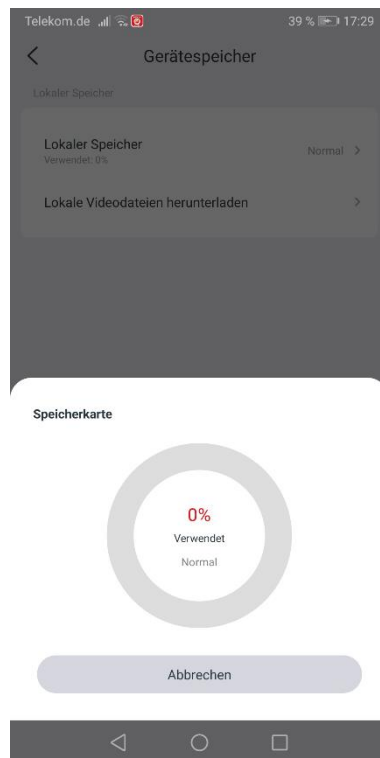 Telekom.de 39 % 17:29
Gerätespeicher
Lokaler Speicher
Lokaler Speicher
Normal
Verwendet: 0%
Lokale Videodateien herunterladen
Speicherkarte
0%
Verwendet
Normal
Abbrechen